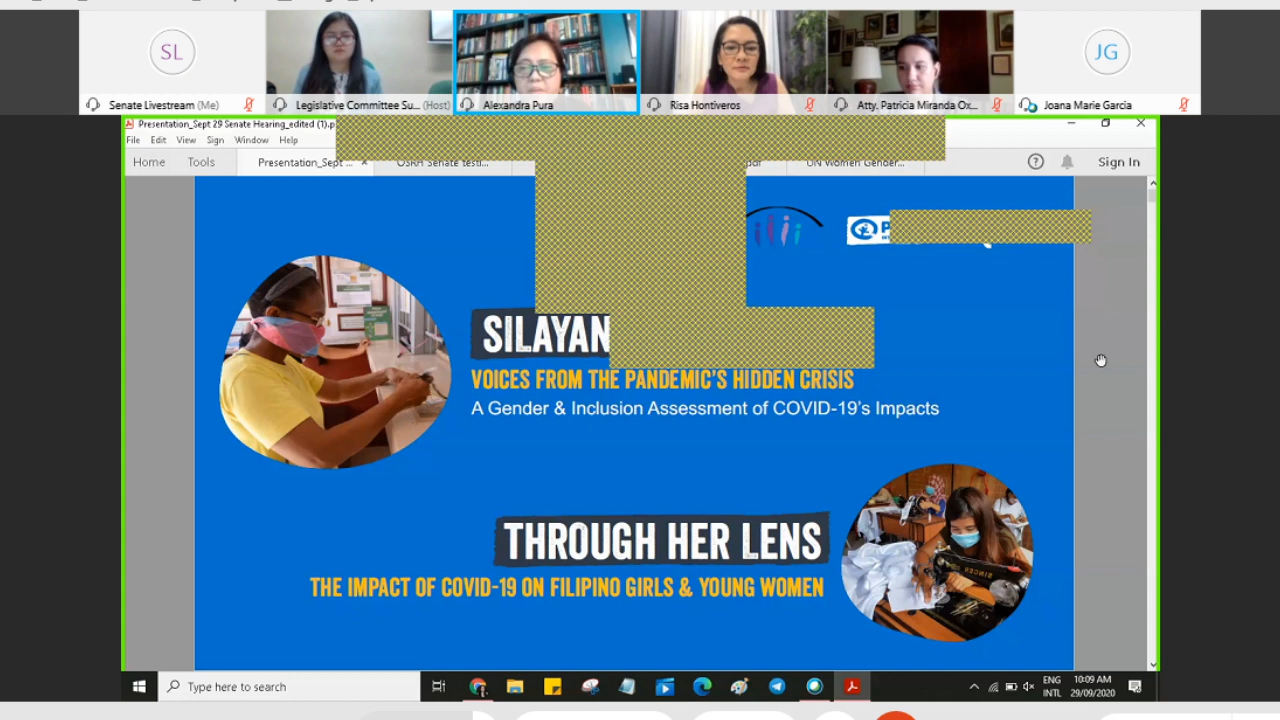 SL
JG
Senate Livestream (Me)
Legislative Committee Su... (Host)
Alexandra Pura
Risa Hontiveros
Atty. Patricia Miranda Ox...
Joana Marie Garcia
Presentation_Sept 29 Senate Hearing_edited (1).p
File Edit View Sign Window Help
Home Tools Presentation_Sept ... × OSRH Senate testi... pdf UN Women Gender... Sign In
SILAYAN
VOICES FROM THE PANDEMIC'S HIDDEN CRISIS
A Gender & Inclusion Assessment of COVID-19's Impacts
THROUGH HER LENS
THE IMPACT OF COVID-19 ON FILIPINO GIRLS & YOUNG WOMEN
SINGER
Type here to search
ENG
INTL
10:09 AM
29/09/2020